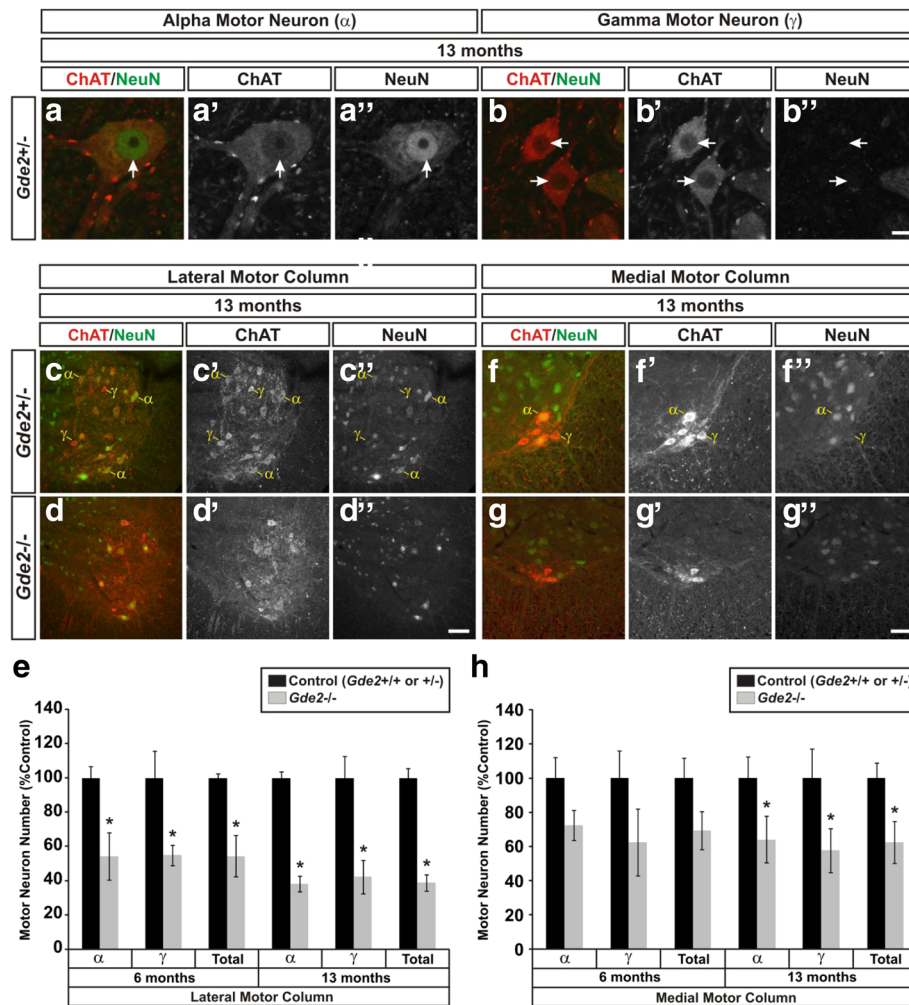 Alpha Motor Neuron (α) Gamma Motor Neuron (γ)
13 months
ChAT/NeuN ChAT NeuN ChAT/NeuN ChAT NeuN
Gde2+/-
a a' a'' b b' b''
Lateral Motor Column Medial Motor Column
13 months 13 months
ChAT/NeuN ChAT NeuN ChAT/NeuN ChAT NeuN
Gde2+/-
c c' c'' f f' f''
α γ α γ α
γ α γ α
γ α γ α
α γ
α γ
α γ
Gde2-/-
d d' d'' g g' g''
e
Control (Gde2+/+ or +/-)
Gde2-/-
Motor Neuron Number (%Control)
140
120
100
80
60
40
20
0
* * * * * *
α γ Total α γ Total
6 months 13 months
Lateral Motor Column
h
Control (Gde2+/+ or +/-)
Gde2-/-
Motor Neuron Number (%Control)
140
120
100
80
60
40
20
0
* * *
α γ Total α γ Total
6 months 13 months
Medial Motor Column